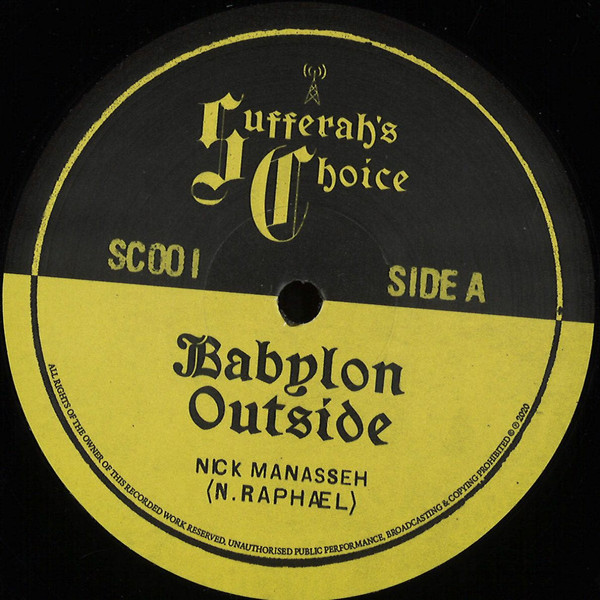 Sufferah's
Choice
SC001
SIDE A
Babylon
Outside
NICK MANASSEH
(N. RAPHAEL)
ALL RIGHTS OF THE OWNER OF THIS RECORDED WORK RESERVED, UNAUTHORISED PUBLIC PERFORMANCE, BROADCASTING & COPYING PROHIBITED ℗ © 2020